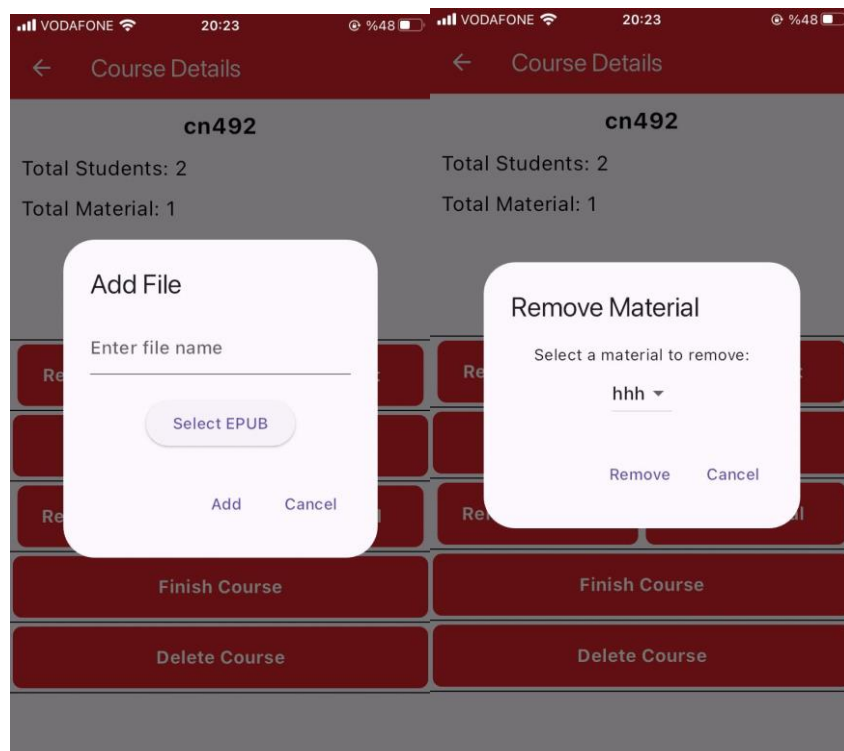 VODAFONE 20:23 %48
Course Details
cn492
Total Students: 2
Total Material: 1
Add File
Enter file name
Select EPUB
Add Cancel
Finish Course
Delete Course
VODAFONE 20:23 %48
Course Details
cn492
Total Students: 2
Total Material: 1
Remove Material
Select a material to remove:
hhh
Remove Cancel
Finish Course
Delete Course